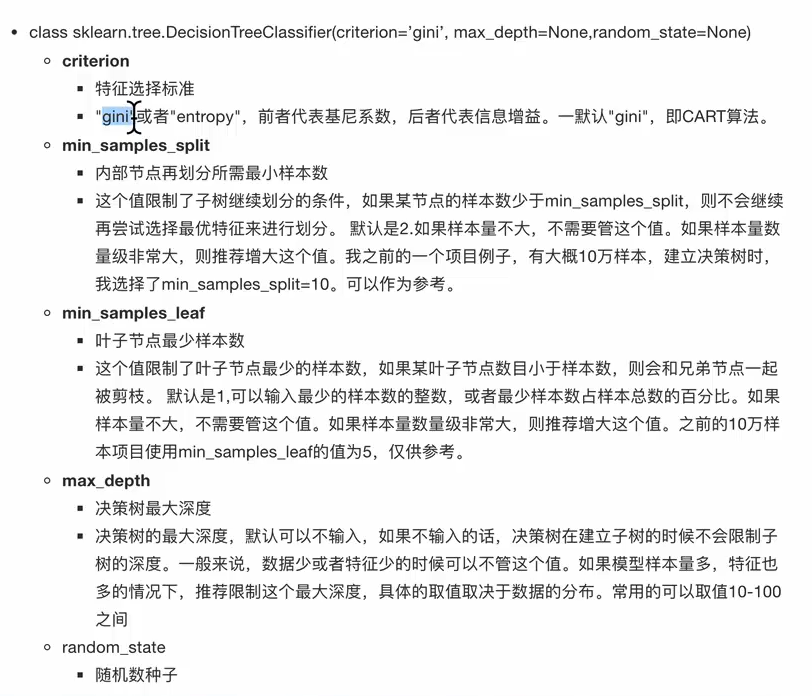 class sklearn.tree.DecisionTreeClassifier(criterion=’gini’, max_depth=None,random_state=None)
criterion
特征选择标准
"gini"或者"entropy"，前者代表基尼系数，后者代表信息增益。一默认"gini"，即CART算法。
min_samples_split
内部节点再划分所需最小样本数
这个值限制了子树继续划分的条件，如果某节点的样本数少于min_samples_split，则不会继续
再尝试选择最优特征来进行划分。 默认是2.如果样本量不大，不需要管这个值。如果样本量数
量级非常大，则推荐增大这个值。我之前的一个项目例子，有大概10万样本，建立决策树时，
我选择了min_samples_split=10。可以作为参考。
min_samples_leaf
叶子节点最少样本数
这个值限制了叶子节点最少的样本数，如果某叶子节点数目小于样本数，则会和兄弟节点一起
被剪枝。 默认是1,可以输入最少的样本数的整数，或者最少样本数占样本总数的百分比。如果
样本量不大，不需要管这个值。如果样本量数量级非常大，则推荐增大这个值。之前的10万样
本项目使用min_samples_leaf的值为5，仅供参考。
max_depth
决策树最大深度
决策树的最大深度，默认可以不输入，如果不输入的话，决策树在建立子树的时候不会限制子
树的深度。一般来说，数据少或者特征少的时候可以不管这个值。如果模型样本量多，特征也
多的情况下，推荐限制这个最大深度，具体的取值取决于数据的分布。常用的可以取值10-100
之间
random_state
随机数种子